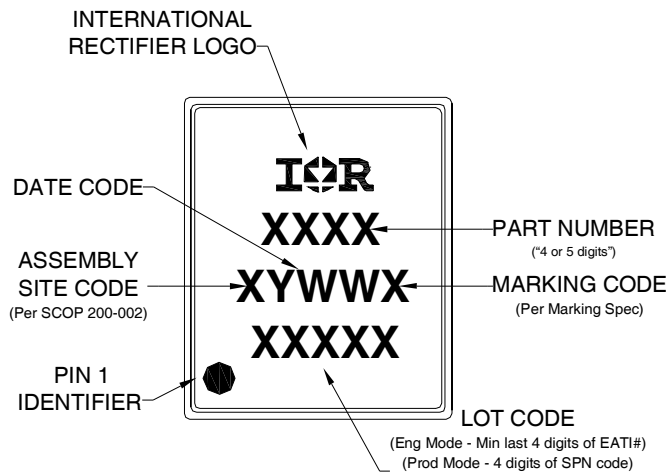 INTERNATIONAL
RECTIFIER LOGO
IOR
DATE CODE
XXXX
PART NUMBER
("4 or 5 digits")
ASSEMBLY
SITE CODE
(Per SCOP 200-002)
XYWWX
MARKING CODE
(Per Marking Spec)
XXXXX
PIN 1
IDENTIFIER
LOT CODE
(Eng Mode - Min last 4 digits of EATI#)
(Prod Mode - 4 digits of SPN code)